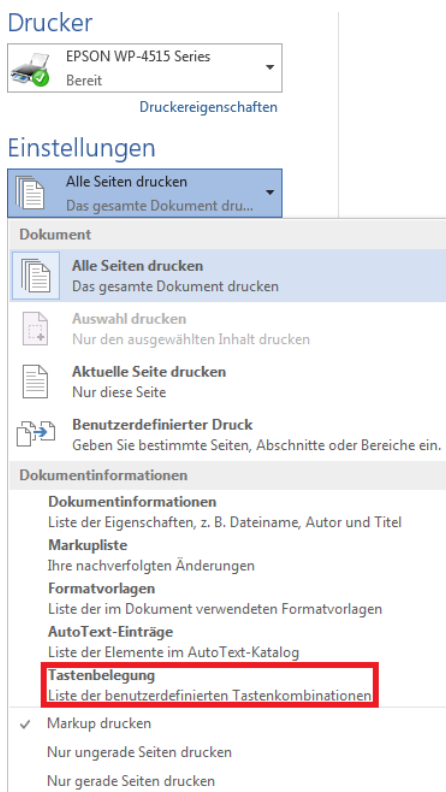 Drucker
EPSON WP-4515 Series
Bereit
Druckereigenschaften
Einstellungen
Alle Seiten drucken
Das gesamte Dokument dru...
Dokument
Alle Seiten drucken
Das gesamte Dokument drucken
Auswahl drucken
Nur den ausgewählten Inhalt drucken
Aktuelle Seite drucken
Nur diese Seite
Benutzerdefinierter Druck
Geben Sie bestimmte Seiten, Abschnitte oder Bereiche ein.
Dokumentinformationen
Dokumentinformationen
Liste der Eigenschaften, z. B. Dateiname, Autor und Titel
Markupliste
Ihre nachverfolgten Änderungen
Formatvorlagen
Liste der im Dokument verwendeten Formatvorlagen
AutoText-Einträge
Liste der Elemente im AutoText-Katalog
Tastenbelegung
Liste der benutzerdefinierten Tastenkombinationen
Markup drucken
Nur ungerade Seiten drucken
Nur gerade Seiten drucken